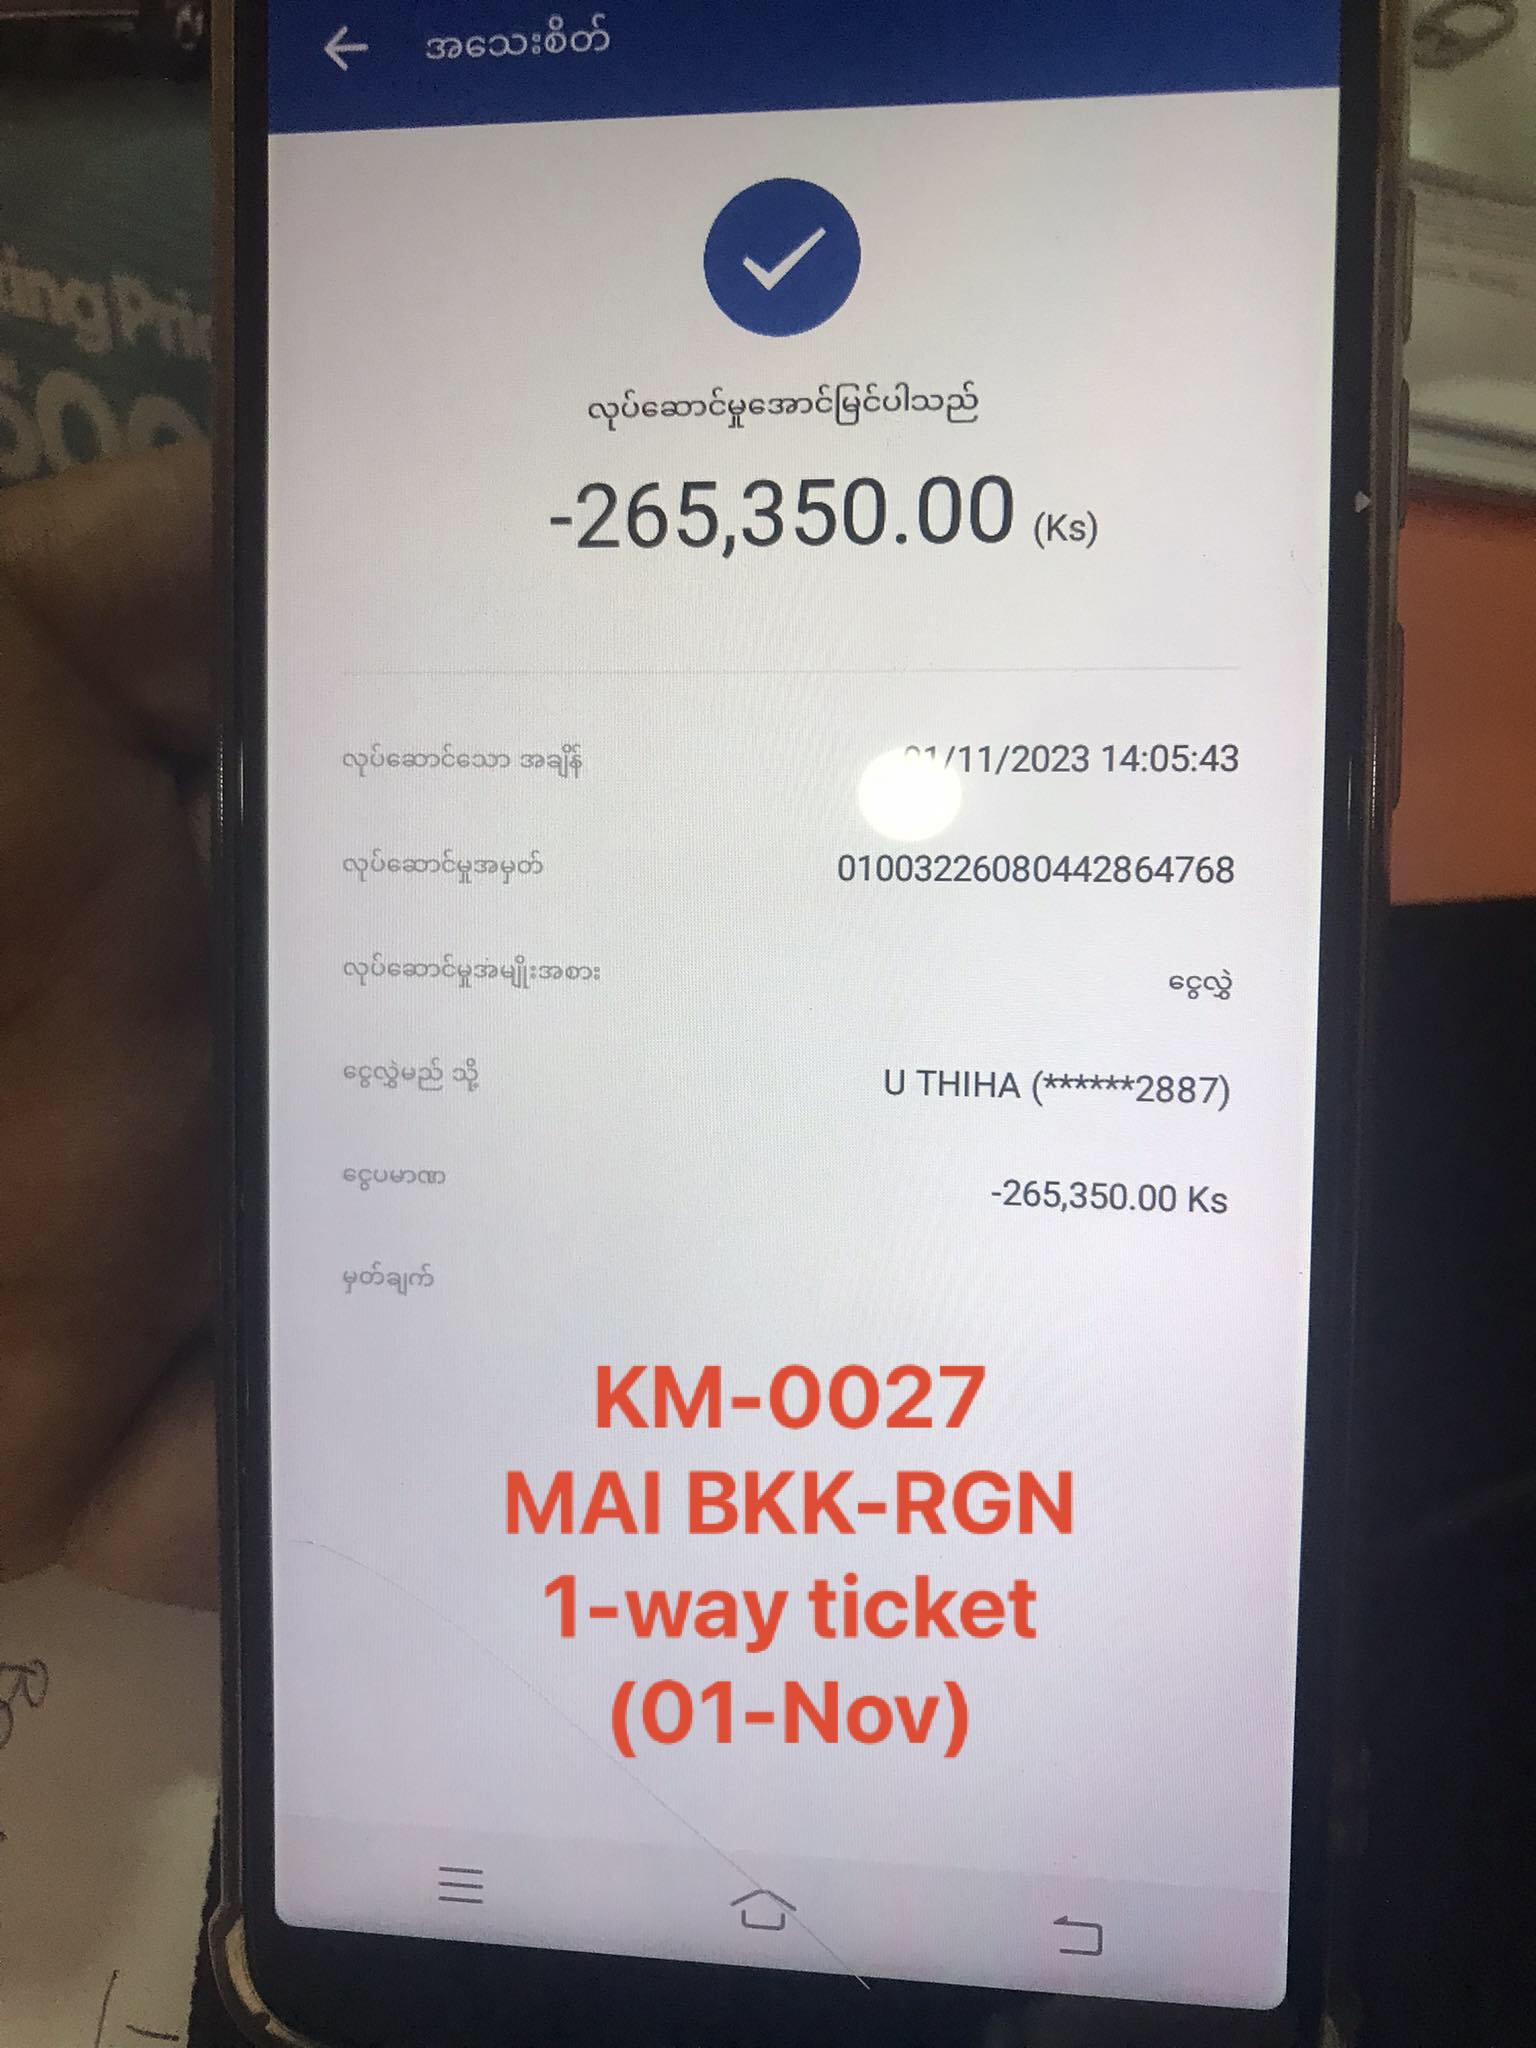 အသေးစိတ်
လုပ်ဆောင်မှုအောင်မြင်ပါသည်
-265,350.00 (Ks)
လုပ်ဆောင်သော အချိန် 01/11/2023 14:05:43
လုပ်ဆောင်မှုအမှတ် 01003226080442864768
လုပ်ဆောင်မှုအမျိုးအစား ငွေလွှဲ
ငွေလွှဲမည် သို့ U THIHA (******2887)
ငွေပမာဏ -265,350.00 Ks
မှတ်ချက်
KM-0027
MAI BKK-RGN
1-way ticket
(01-Nov)